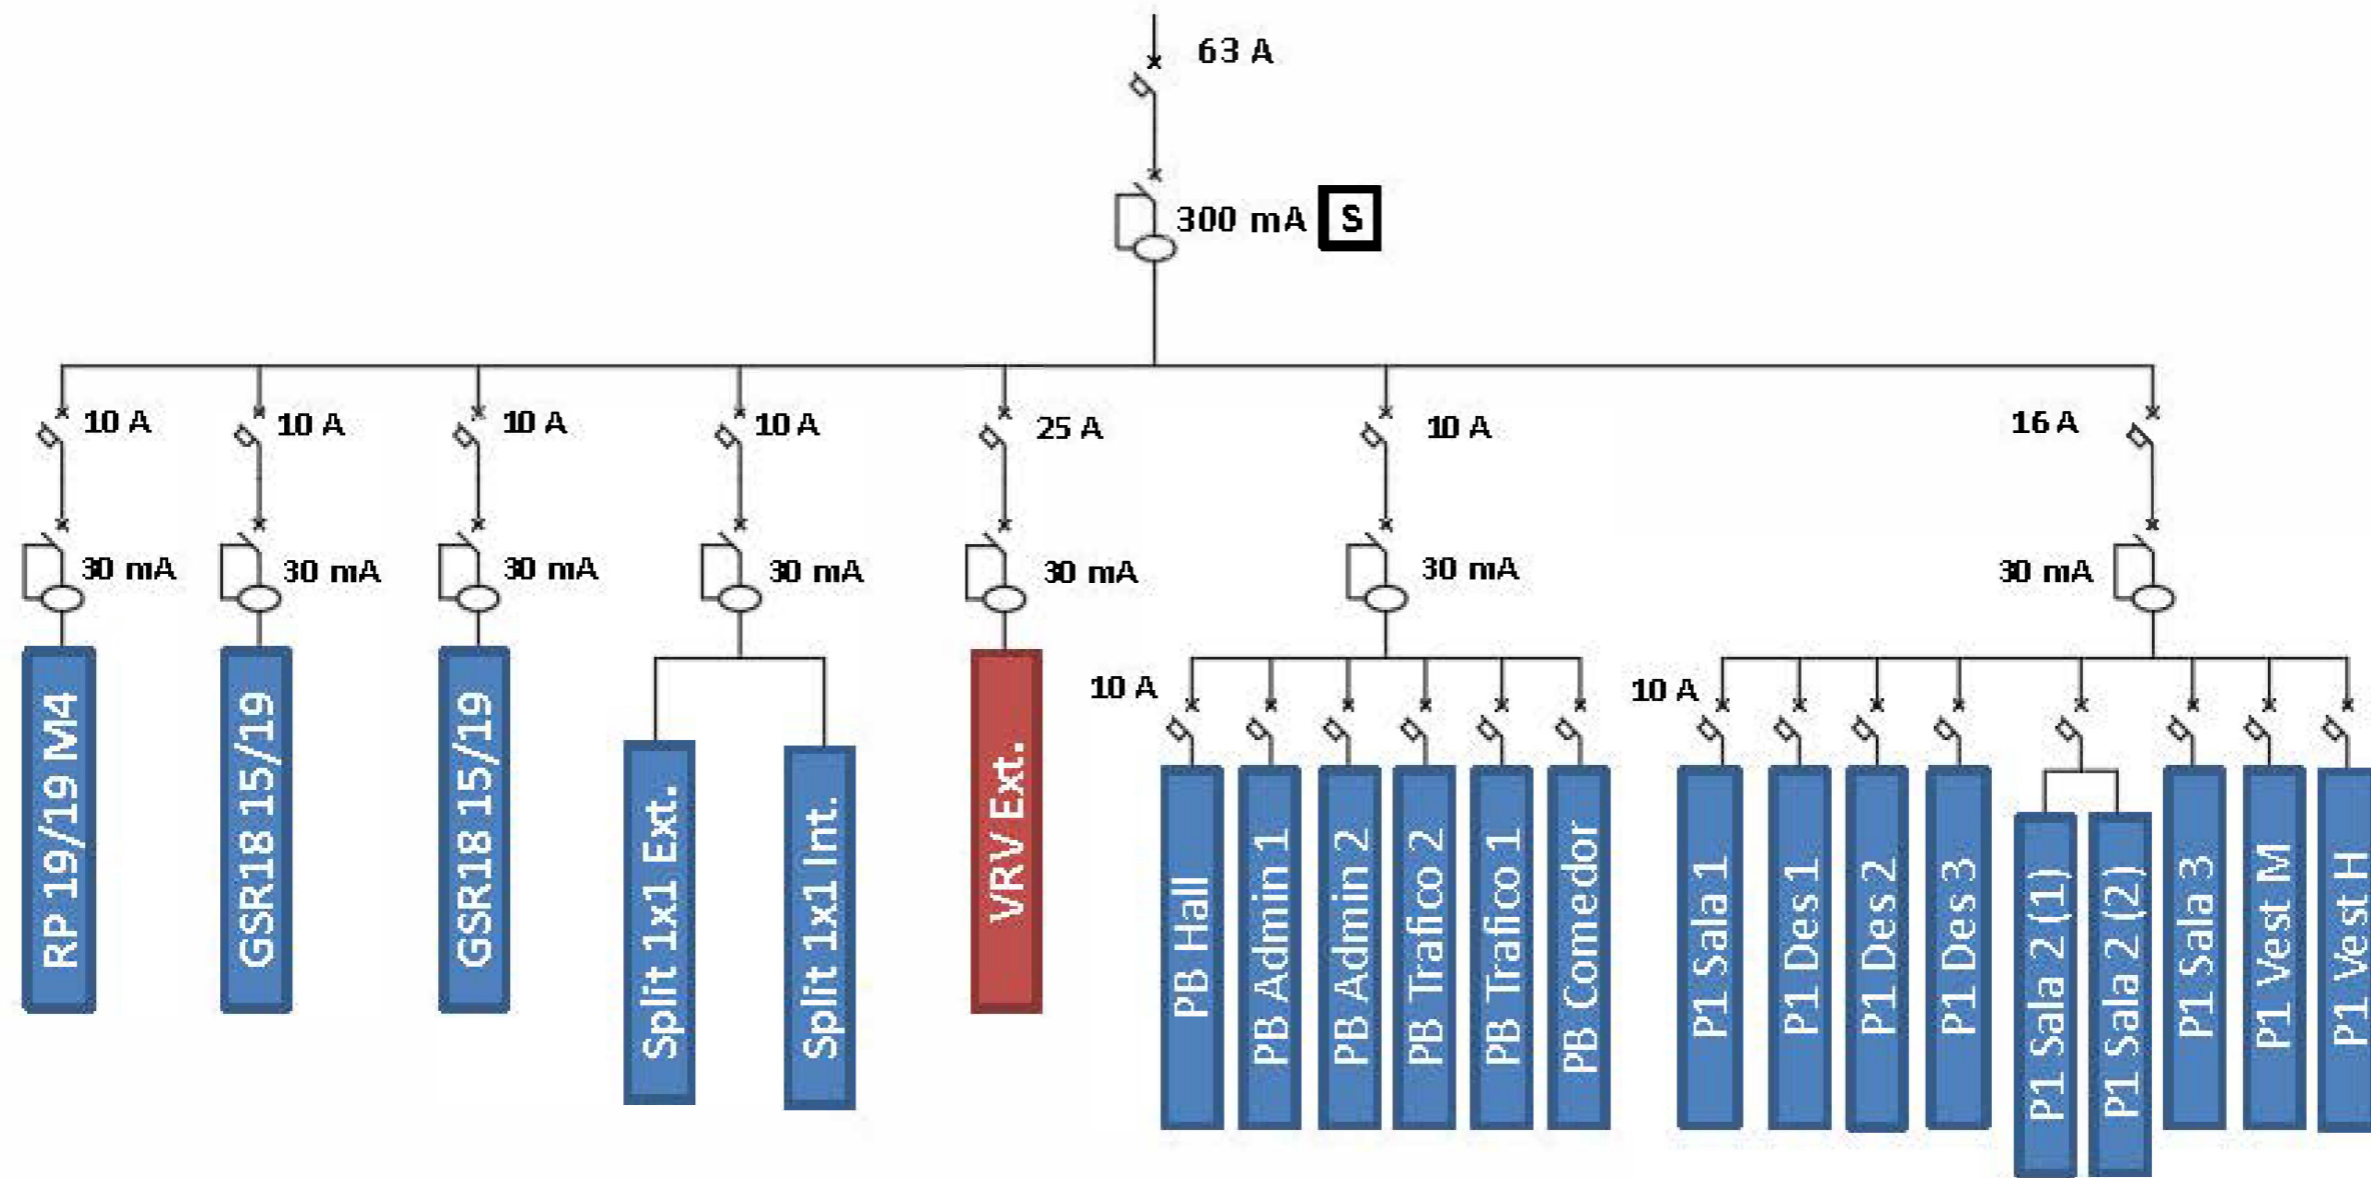 63 A
300 mA S
10 A
10 A
10 A
10 A
25 A
10 A
16 A
30 mA
30 mA
30 mA
30 mA
30 mA
30 mA
30 mA
10 A
10 A
RP 19/19 M4
GSR18 15/19
GSR18 15/19
Split 1x1 Ext.
Split 1x1 Int.
VRV Ext.
PB Hall
PB Admin 1
PB Admin 2
PB Trafico 2
PB Trafico 1
PB Comedor
P1 Sala 1
P1 Des 1
P1 Des 2
P1 Des 3
P1 Sala 2 (1)
P1 Sala 2 (2)
P1 Sala 3
P1 Vest M
P1 Vest H